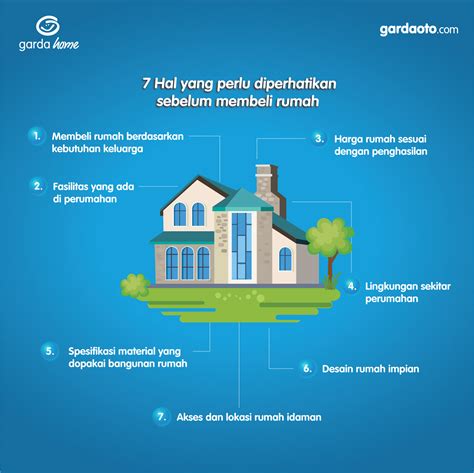 garda home
gardaoto.com
7 Hal yang perlu diperhatikan
sebelum membeli rumah
1. Membeli rumah berdasarkan
kebutuhan keluarga
2. Fasilitas yang ada
di perumahan
3. Harga rumah sesuai
dengan penghasilan
4. Lingkungan sekitar
perumahan
5. Spesifikasi material yang
dopakai bangunan rumah
6. Desain rumah impian
7. Akses dan lokasi rumah idaman